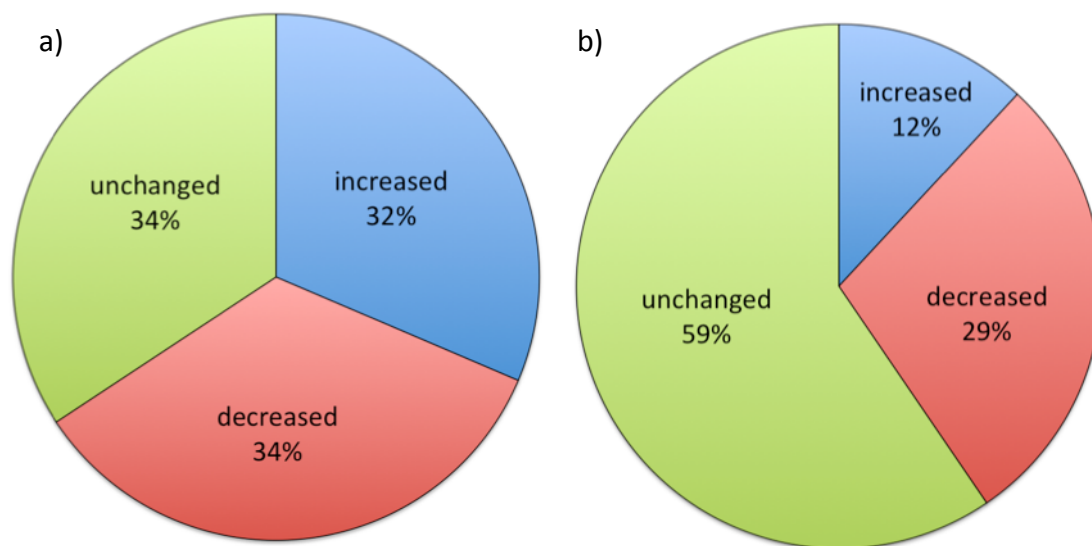 a)
unchanged
34%
increased
32%
decreased
34%
b)
increased
12%
unchanged
59%
decreased
29%